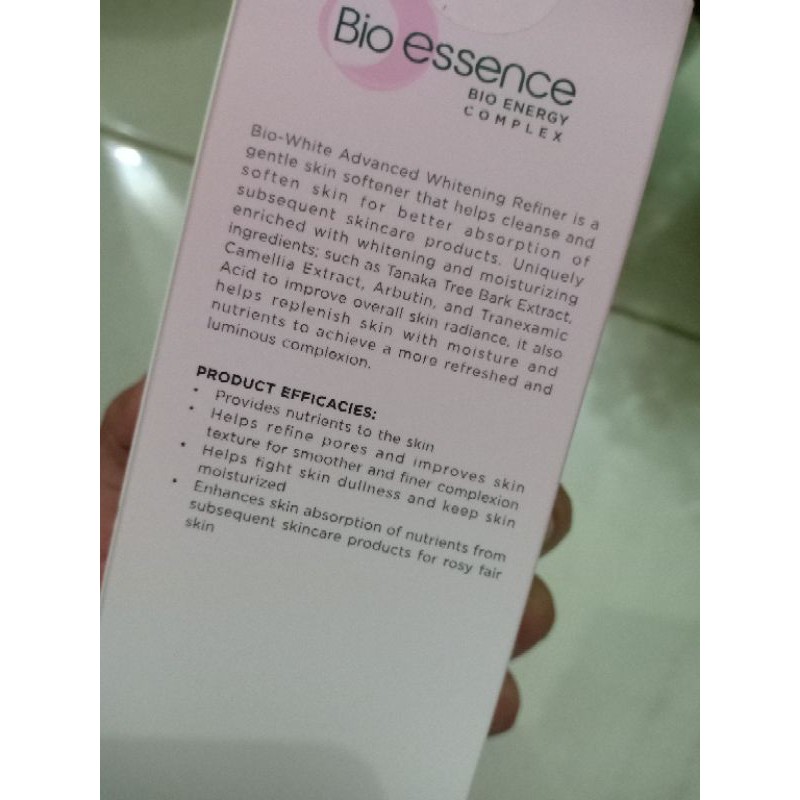 Bio essence
BIO ENERGY
COMPLEX
Bio-White Advanced Whitening Refiner is a
gentle skin softener that helps cleanse and
soften skin for better absorption of
subsequent skincare products. Uniquely
enriched with whitening and moisturizing
ingredients; such as Tanaka Tree Bark Extract,
Camellia Extract, Arbutin, and Tranexamic
Acid to improve overall skin radiance, it also
helps replenish skin with moisture and
nutrients to achieve a more refreshed and
luminous complexion.
PRODUCT EFFICACIES:
• Provides nutrients to the skin
• Helps refine pores and improves skin
texture for smoother and finer complexion
• Helps fight skin dullness and keep skin
moisturized
• Enhances skin absorption of nutrients from
subsequent skincare products for rosy fair
skin